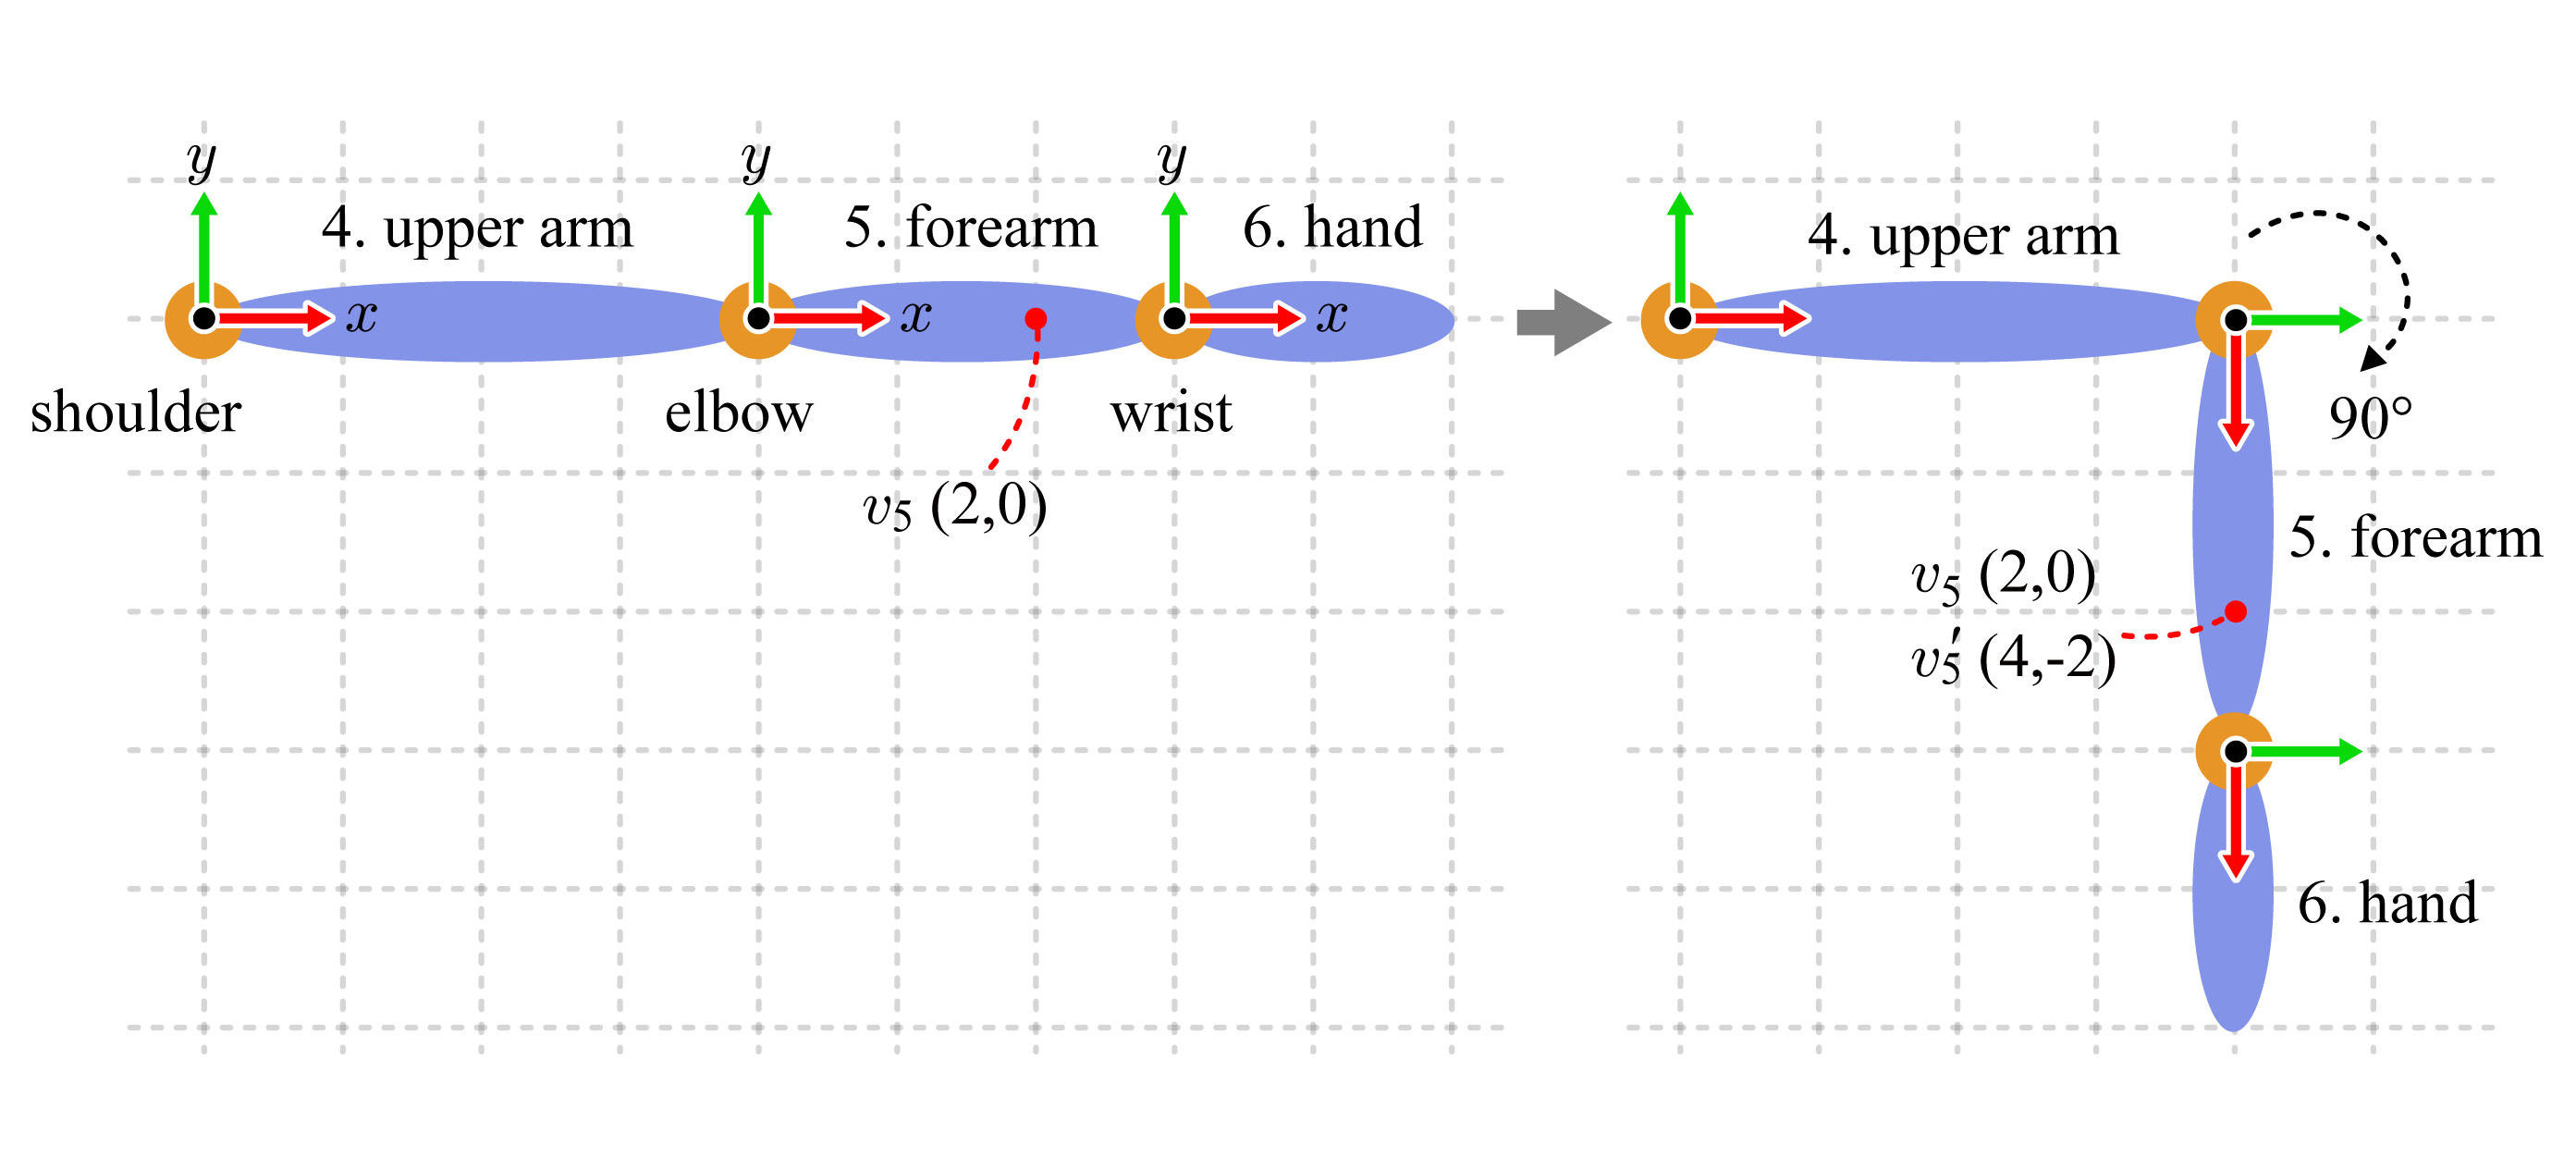 y
y
y
4. upper arm
5. forearm
6. hand
x
x
x
shoulder
elbow
wrist
v₅ (2,0)
4. upper arm
90°
5. forearm
v₅ (2,0)
v₅′ (4,-2)
6. hand